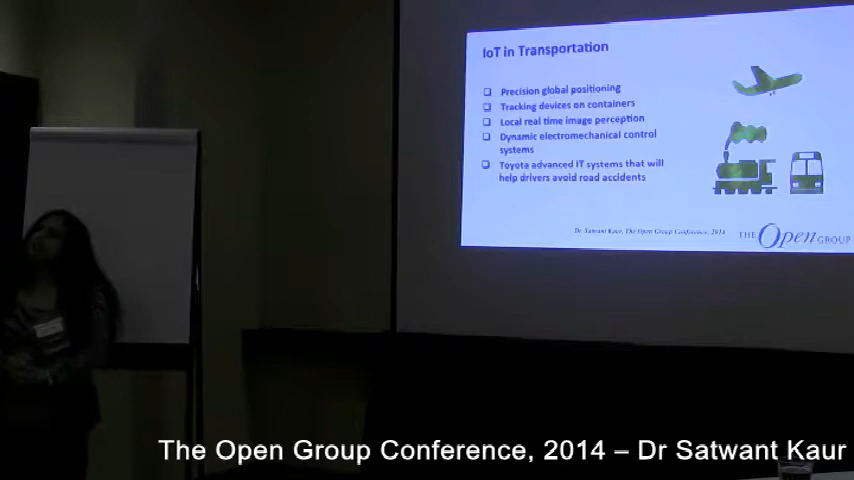 IoT in Transportation
Precision global positioning
Tracking devices on containers
Local real time image perception
Dynamic electromechanical control
systems
Toyota advanced IT systems that will
help drivers avoid road accidents
Dr Satwant Kaur, The Open Group Conference, 2014
THE Open GROUP
The Open Group Conference, 2014 – Dr Satwant Kaur